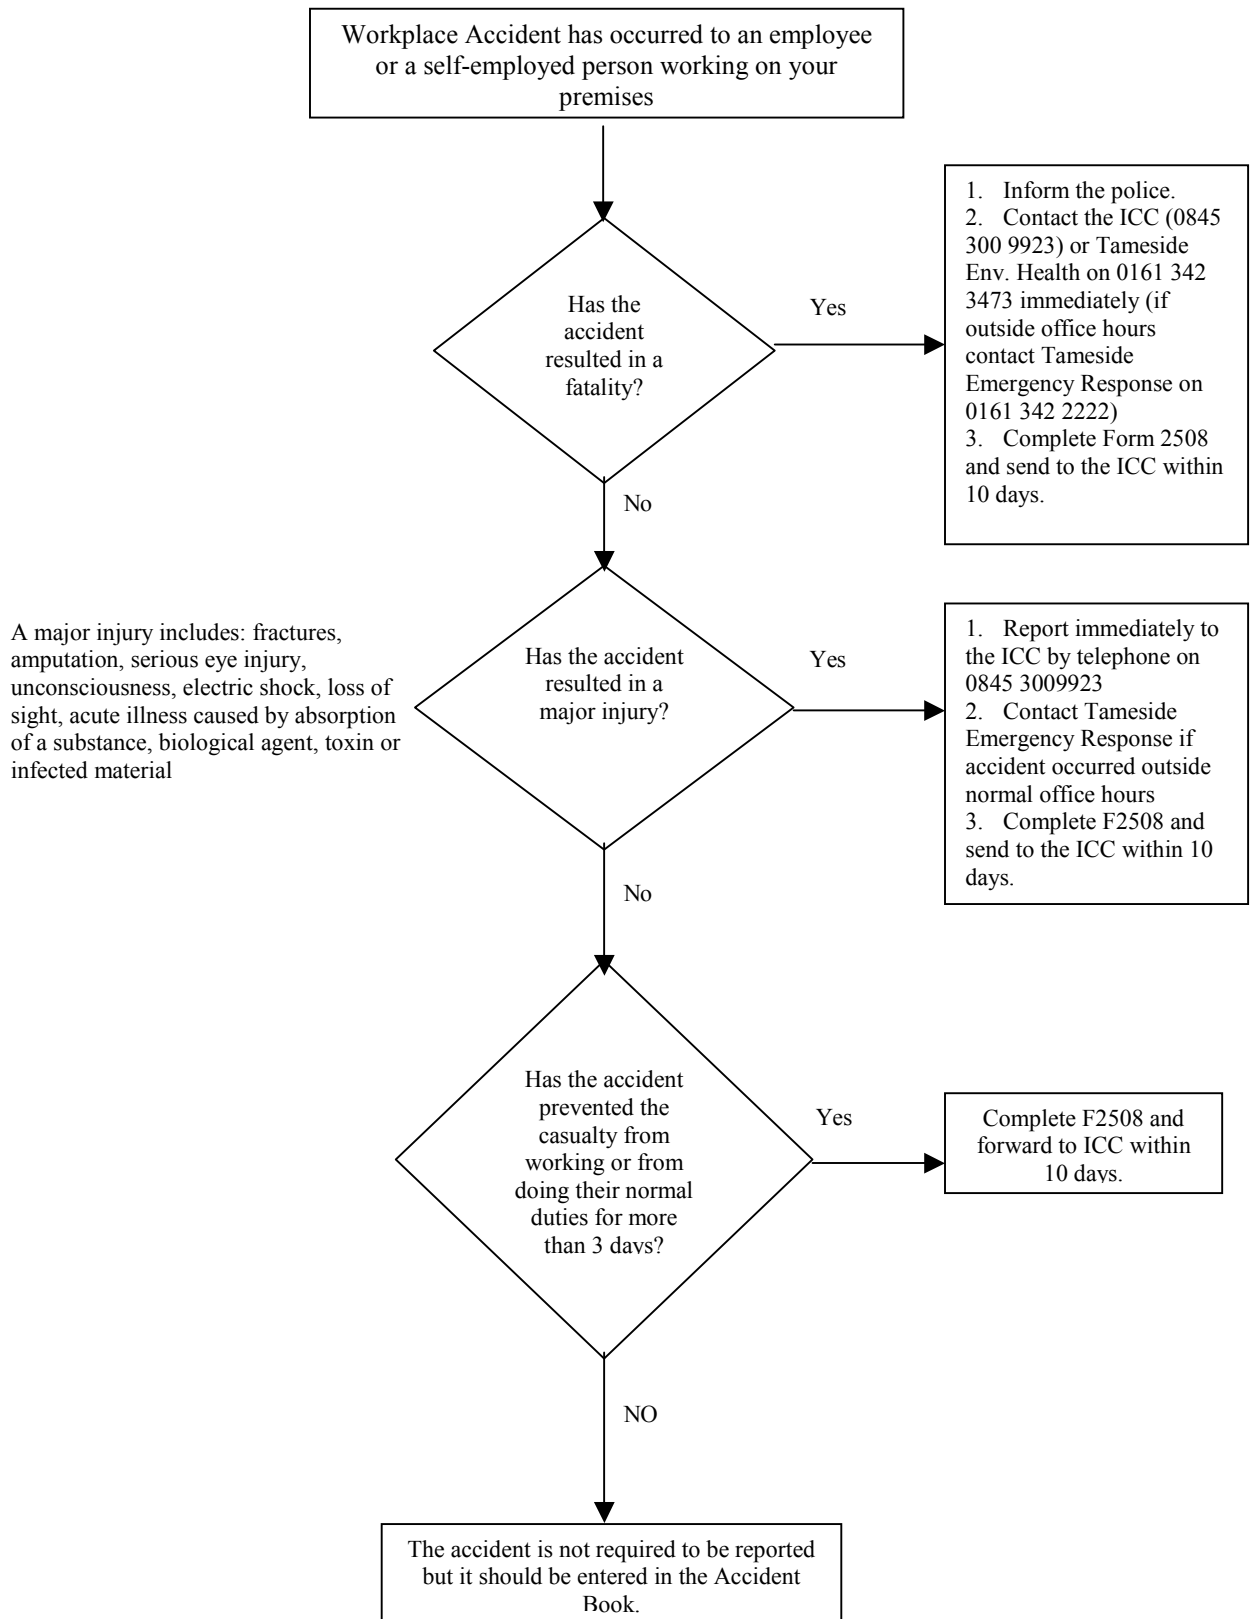 Workplace Accident has occurred to an employee
or a self-employed person working on your
premises
1. Inform the police.
2. Contact the ICC (0845
300 9923) or Tameside
Env. Health on 0161 342
3473 immediately (if
outside office hours
contact Tameside
Emergency Response on
0161 342 2222)
3. Complete Form 2508
and send to the ICC within
10 days.
Has the
accident
resulted in a
fatality?
Yes
No
A major injury includes: fractures,
amputation, serious eye injury,
unconsciousness, electric shock, loss of
sight, acute illness caused by absorption
of a substance, biological agent, toxin or
infected material
Has the accident
resulted in a
major injury?
Yes
1. Report immediately to
the ICC by telephone on
0845 3009923
2. Contact Tameside
Emergency Response if
accident occurred outside
normal office hours
3. Complete F2508 and
send to the ICC within 10
days.
No
Has the accident
prevented the
casualty from
working or from
doing their normal
duties for more
than 3 days?
Yes
Complete F2508 and
forward to ICC within
10 days.
NO
The accident is not required to be reported
but it should be entered in the Accident
Book.